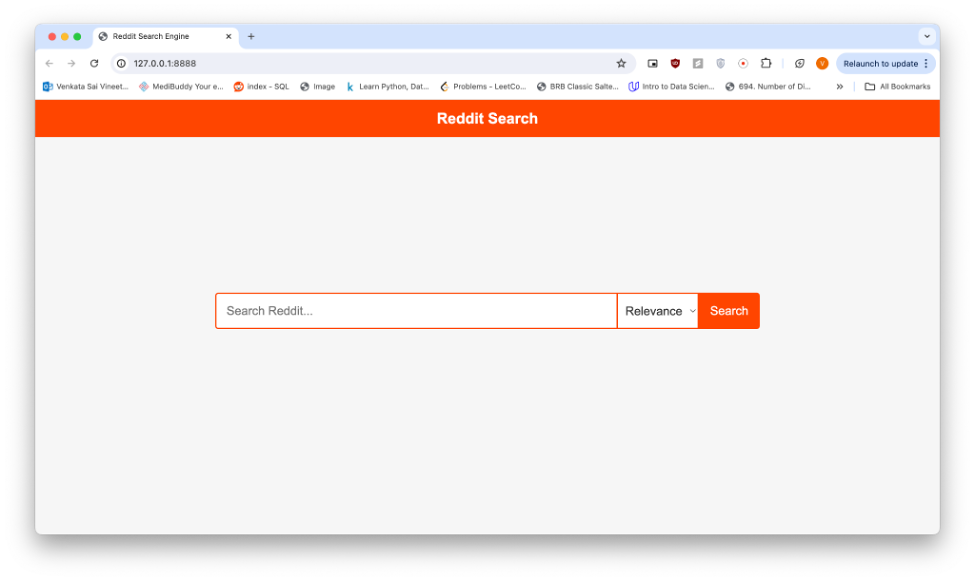 Reddit Search Engine
127.0.0.1:8888
Relaunch to update
Venkata Sai Vineet... MediBuddy Your e... index - SQL Image Learn Python, Dat... Problems - LeetCo... BRB Classic Salte... Intro to Data Scien... 694. Number of Di... » All Bookmarks
Reddit Search
Search Reddit... Relevance Search